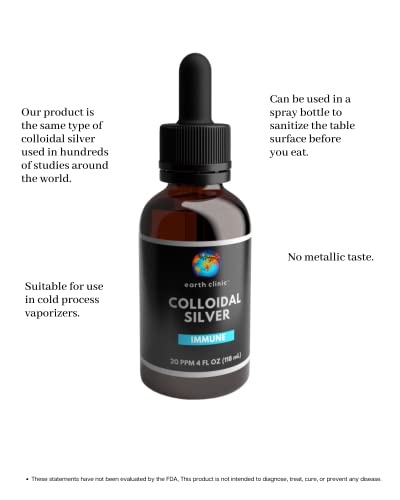 Our product is
the same type of
colloidal silver
used in hundreds
of studies around
the world.
Can be used in a
spray bottle to
sanitize the table
surface before
you eat.
No metallic taste.
Suitable for use
in cold process
vaporizers.
earth clinic™
COLLOIDAL
SILVER
IMMUNE
20 PPM 4 FL OZ (118 mL)
• These statements have not been evaluated by the FDA, This product is not intended to diagnose, treat, cure, or prevent any disease.